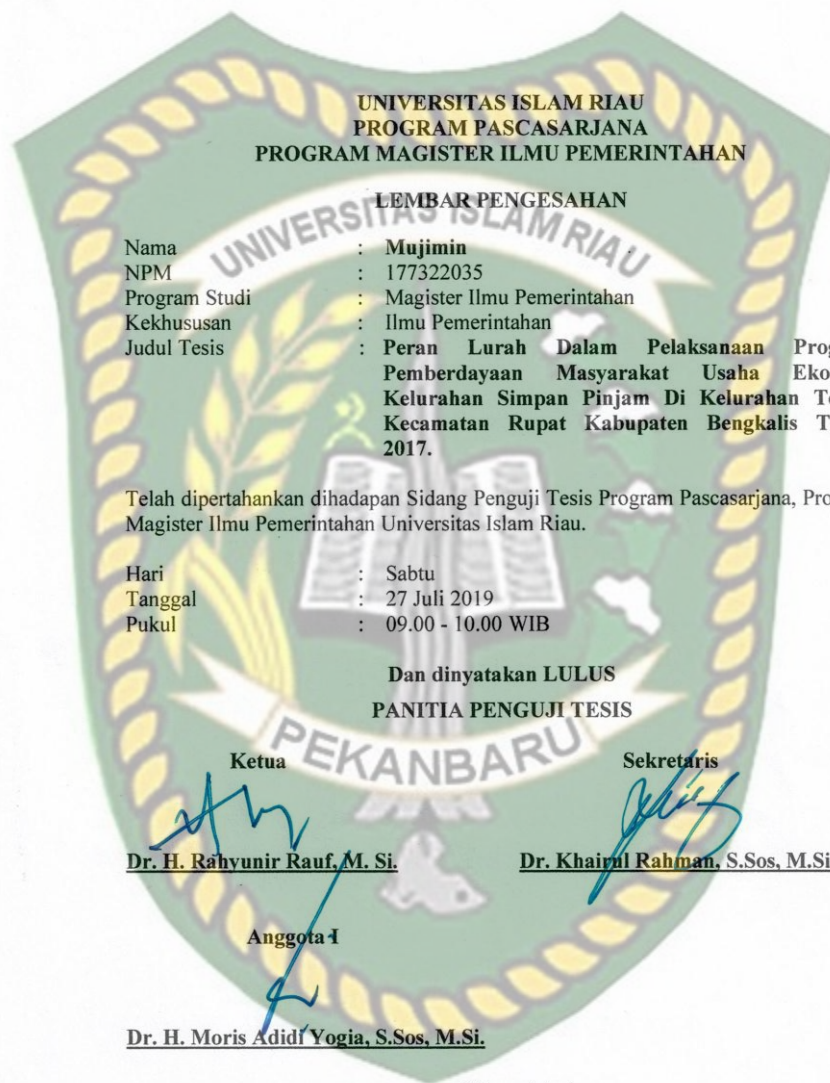 UNIVERSITAS ISLAM RIAU
PROGRAM PASCASARJANA
PROGRAM MAGISTER ILMU PEMERINTAHAN
LEMBAR PENGESAHAN
UNIVERSITAS ISLAM RIAU
Nama : Mujimin
NPM : 177322035
Program Studi : Magister Ilmu Pemerintahan
Kekhususan : Ilmu Pemerintahan
Judul Tesis : Peran Lurah Dalam Pelaksanaan Prog
Pemberdayaan Masyarakat Usaha Eko
Kelurahan Simpan Pinjam Di Kelurahan Te
Kecamatan Rupat Kabupaten Bengkalis T
2017.
Telah dipertahankan dihadapan Sidang Penguji Tesis Program Pascasarjana, Pro
Magister Ilmu Pemerintahan Universitas Islam Riau.
Hari : Sabtu
Tanggal : 27 Juli 2019
Pukul : 09.00 - 10.00 WIB
Dan dinyatakan LULUS
PANITIA PENGUJI TESIS
PEKANBARU
Ketua Sekretaris
Dr. H. Rahyunir Rauf, M. Si. Dr. Khairul Rahman, S.Sos, M.Si
Anggota I
Dr. H. Moris Adidi Yogia, S.Sos, M.Si.